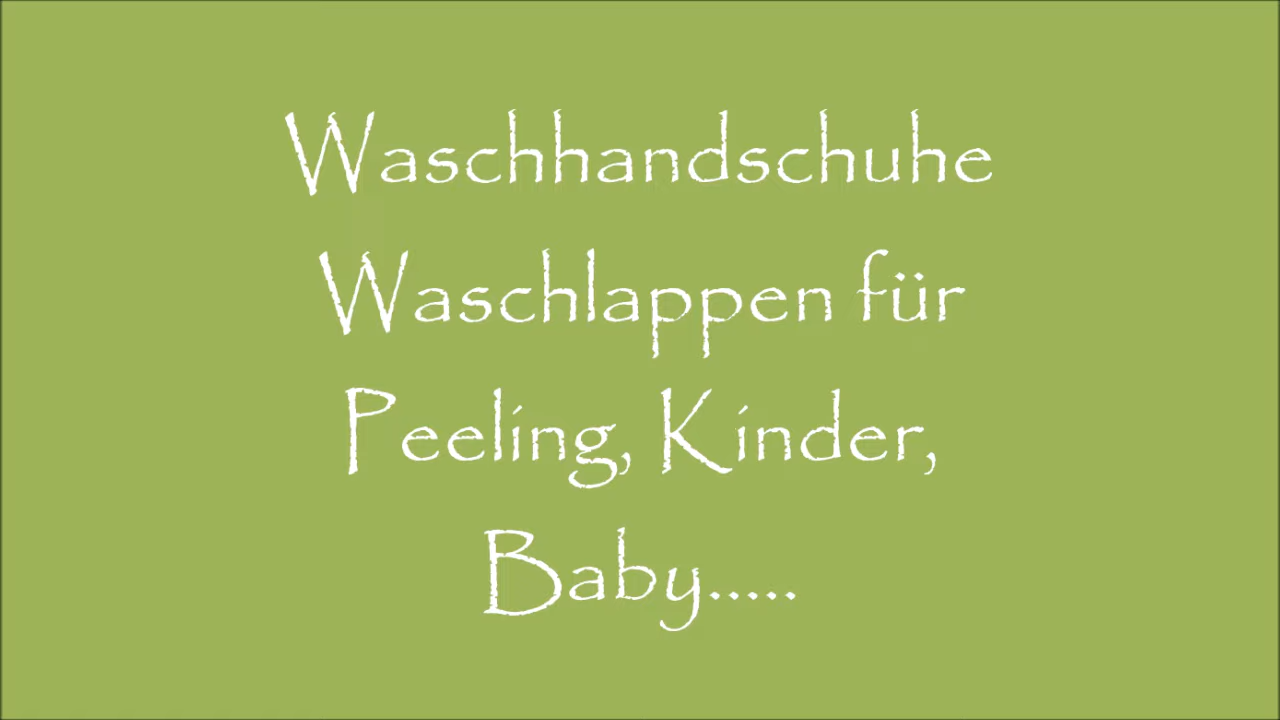 Waschhandschuhe
Waschlappen für
Peeling, Kinder,
Baby.....